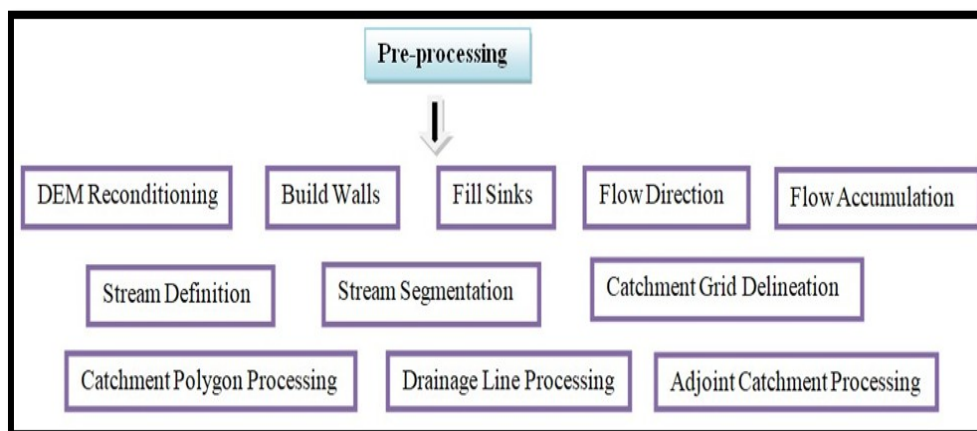 Pre-processing
DEM Reconditioning
Build Walls
Fill Sinks
Flow Direction
Flow Accumulation
Stream Definition
Stream Segmentation
Catchment Grid Delineation
Catchment Polygon Processing
Drainage Line Processing
Adjoint Catchment Processing